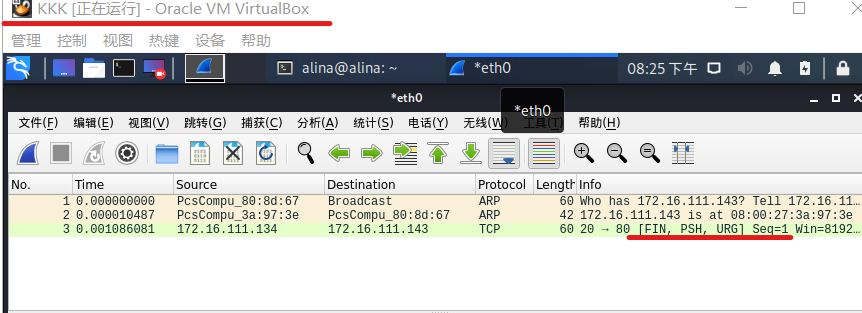 KKK [正在运行] - Oracle VM VirtualBox
管理 控制 视图 热键 设备 帮助
alina@alina: ~ *eth0 08:25 下午
*eth0
*eth0
文件(F) 编辑(E) 视图(V) 跳转(G) 捕获(C) 分析(A) 统计(S) 电话(Y) 无线(W) 工具(T) 帮助(H)
No. Time Source Destination Protocol Length Info
1 0.000000000 PcsCompu_80:8d:67 Broadcast ARP 60 Who has 172.16.111.143? Tell 172.16.11…
2 0.000010487 PcsCompu_3a:97:3e PcsCompu_80:8d:67 ARP 42 172.16.111.143 is at 08:00:27:3a:97:3e
3 0.001086081 172.16.111.134 172.16.111.143 TCP 60 20 → 80 [FIN, PSH, URG] Seq=1 Win=8192…